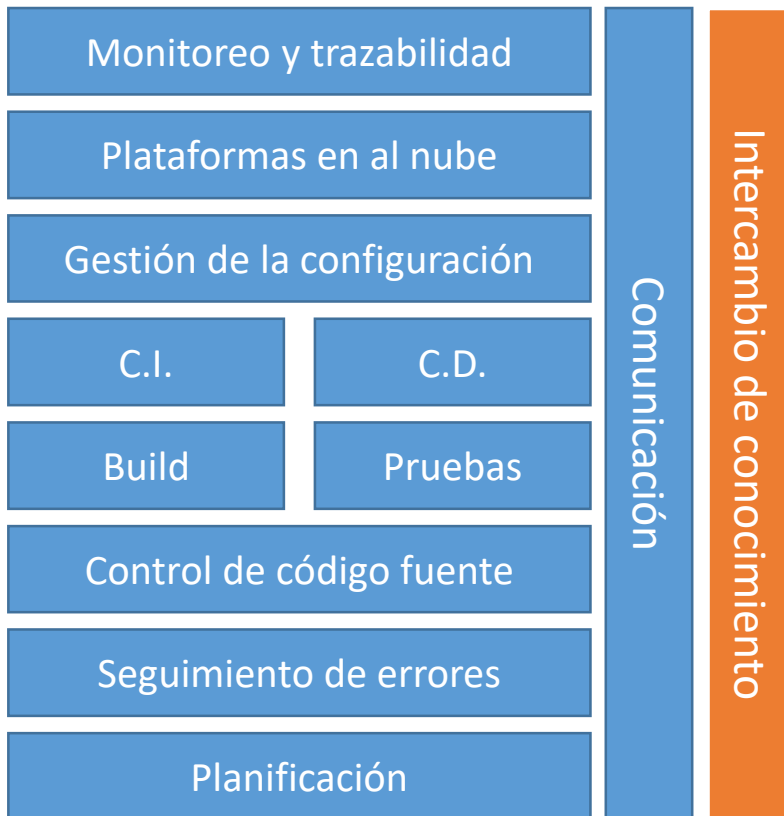 Monitoreo y trazabilidad
Plataformas en al nube
Gestión de la configuración
C.I.
C.D.
Build
Pruebas
Control de código fuente
Seguimiento de errores
Planificación
Comunicación
Intercambio de conocimiento